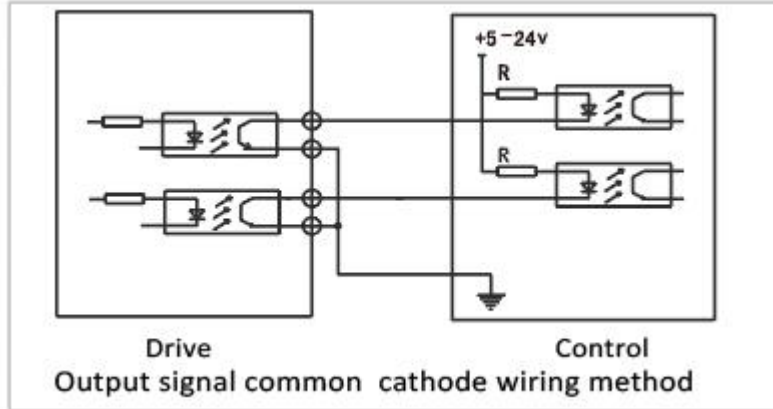 +5-24v
R
R
Drive
Control
Output signal common cathode wiring method